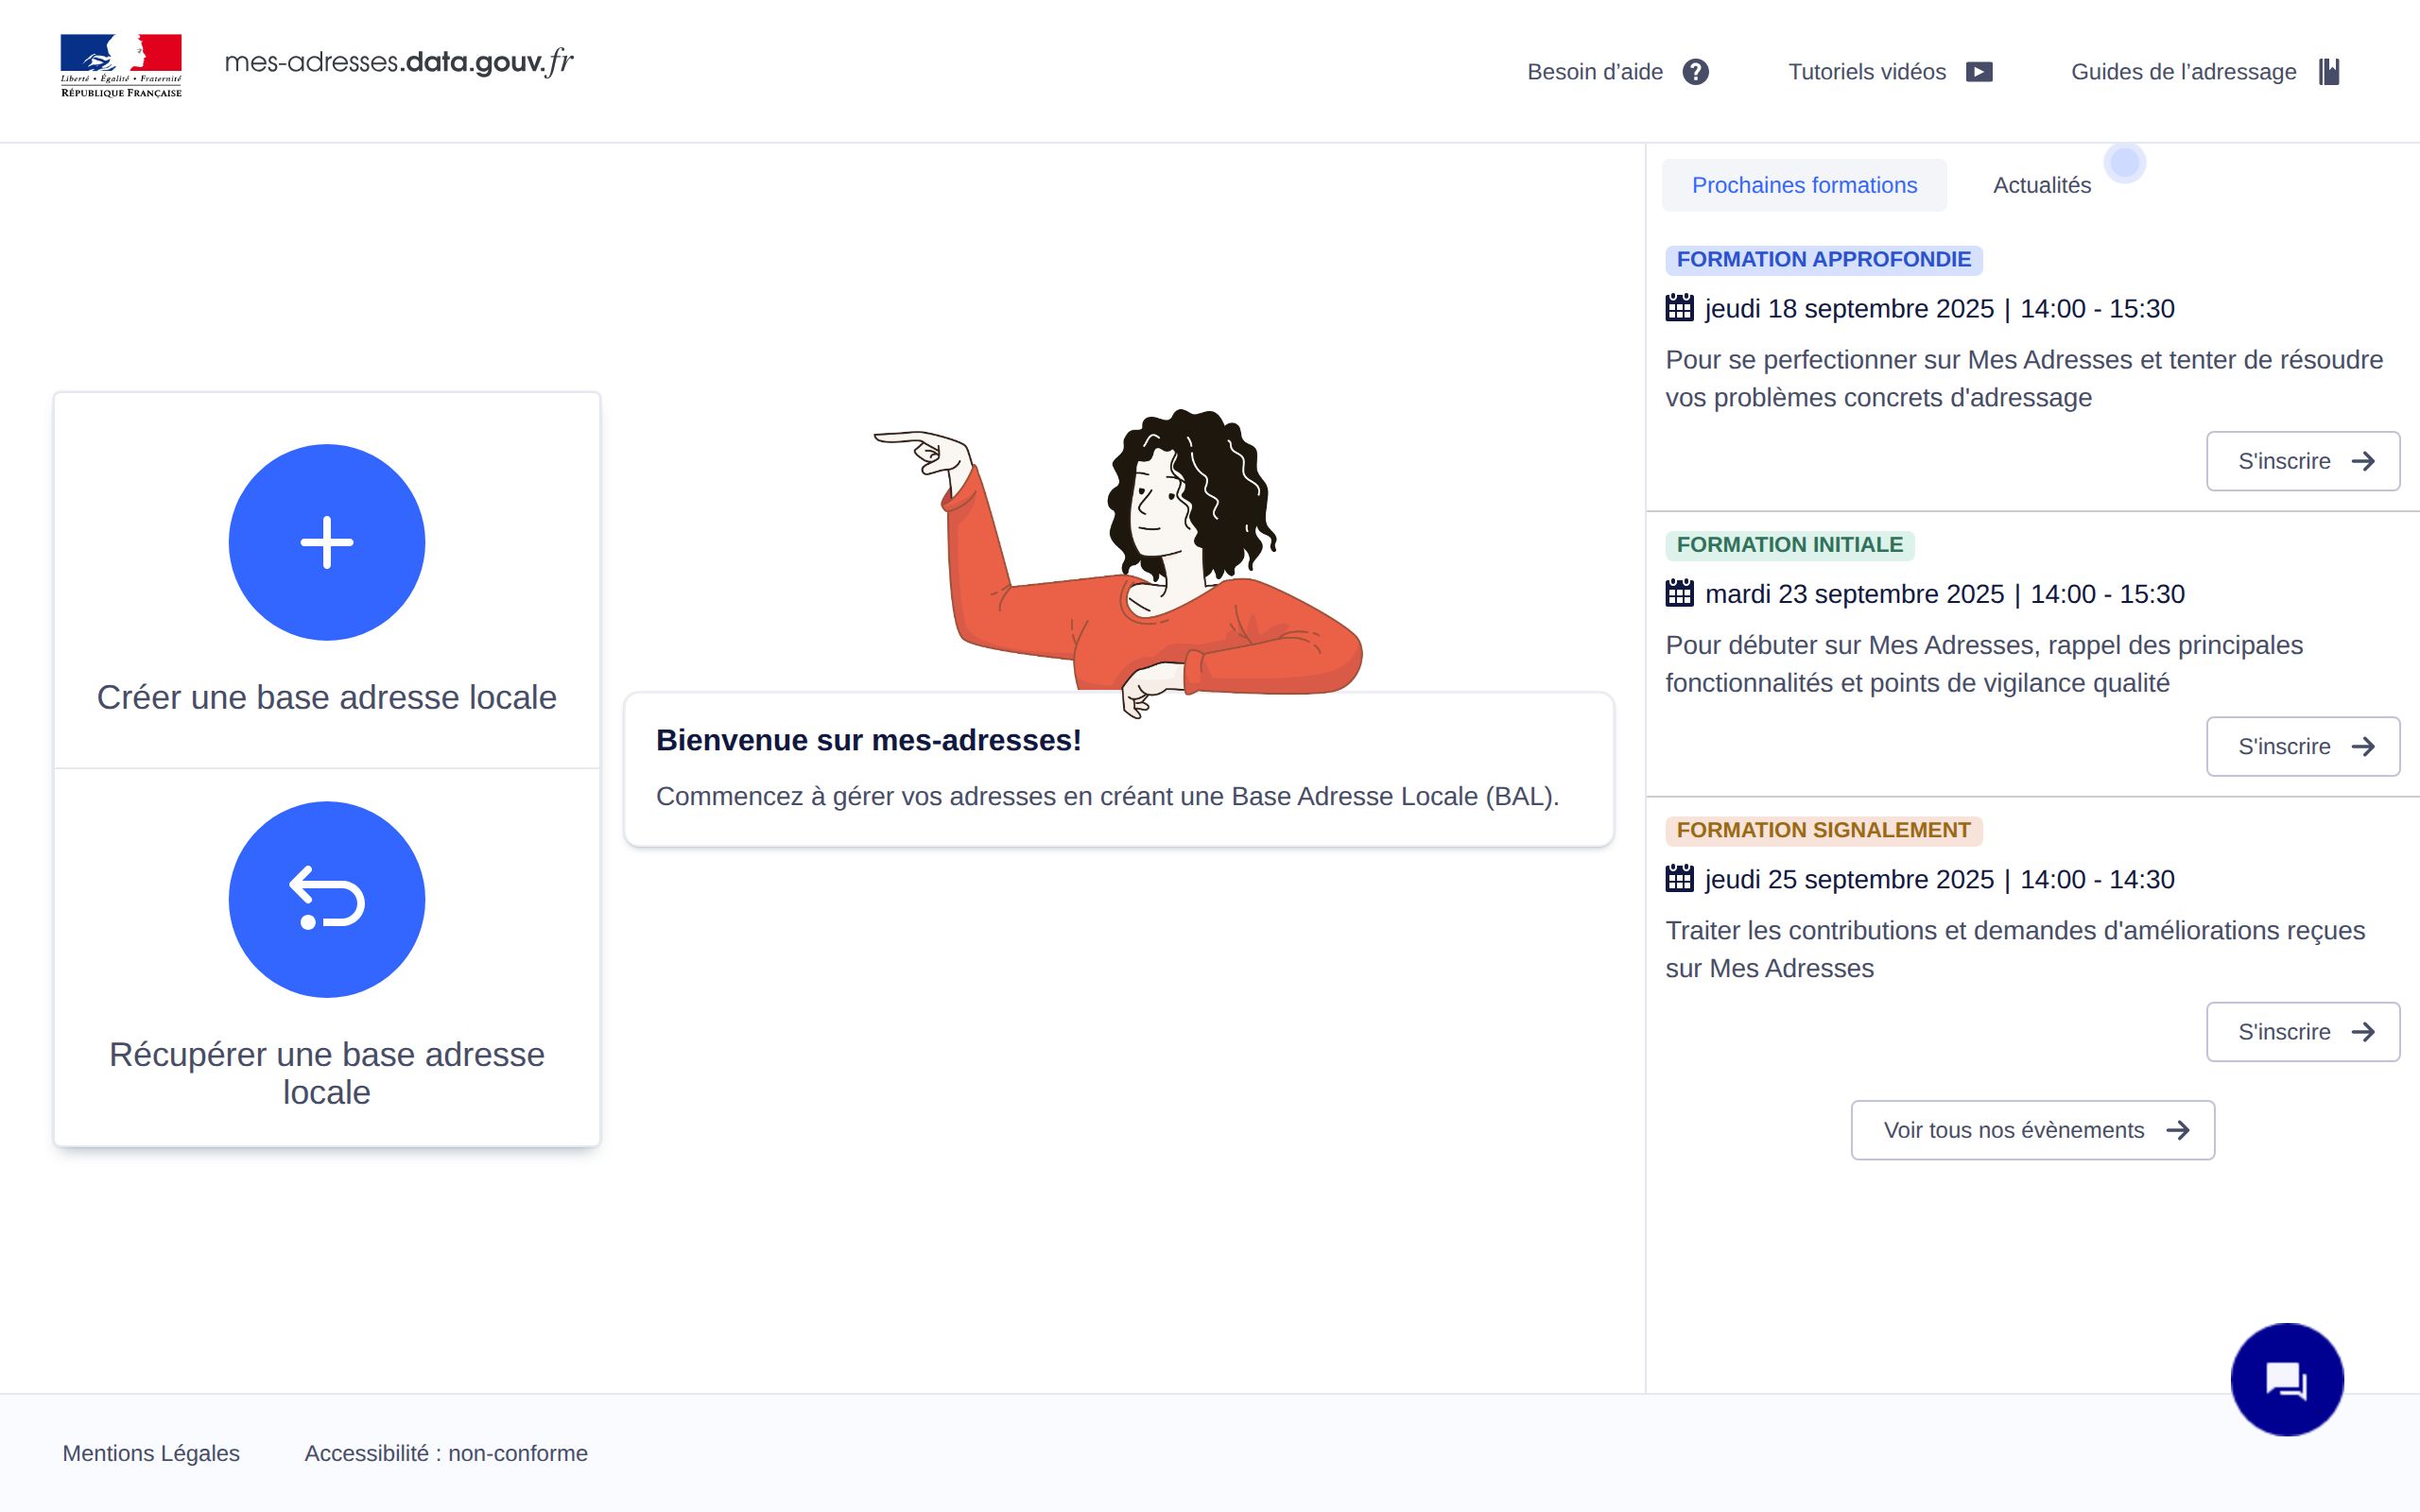 Liberté • Égalité • Fraternité
RÉPUBLIQUE FRANÇAISE
mes-adresses.data.gouv.fr
Besoin d’aide
Tutoriels vidéos
Guides de l’adressage
Créer une base adresse locale
Récupérer une base adresse
locale
Bienvenue sur mes-adresses!
Commencez à gérer vos adresses en créant une Base Adresse Locale (BAL).
Prochaines formations
Actualités
FORMATION APPROFONDIE
jeudi 18 septembre 2025 | 14:00 - 15:30
Pour se perfectionner sur Mes Adresses et tenter de résoudre
vos problèmes concrets d'adressage
S'inscrire
FORMATION INITIALE
mardi 23 septembre 2025 | 14:00 - 15:30
Pour débuter sur Mes Adresses, rappel des principales
fonctionnalités et points de vigilance qualité
S'inscrire
FORMATION SIGNALEMENT
jeudi 25 septembre 2025 | 14:00 - 14:30
Traiter les contributions et demandes d'améliorations reçues
sur Mes Adresses
S'inscrire
Voir tous nos évènements
Mentions Légales
Accessibilité : non-conforme